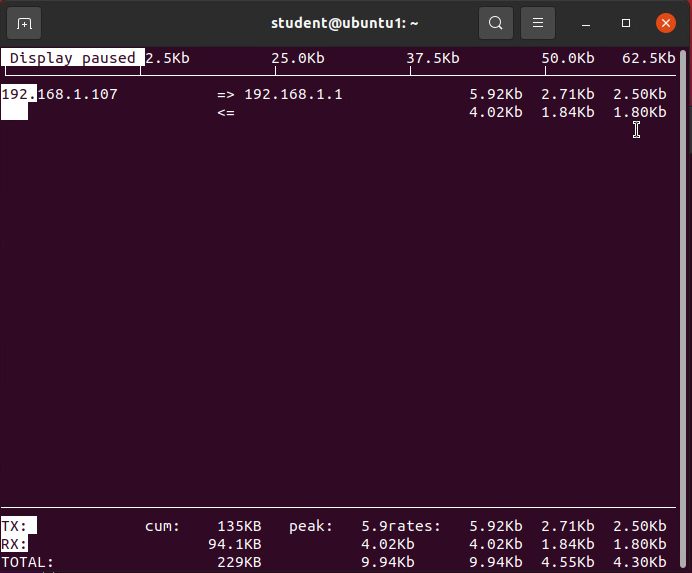 student@ubuntu1: ~
Display paused 2.5Kb 25.0Kb 37.5Kb 50.0Kb 62.5Kb
192.168.1.107 => 192.168.1.1 5.92Kb 2.71Kb 2.50Kb
<= 4.02Kb 1.84Kb 1.80Kb
TX: cum: 135KB peak: 5.9rates: 5.92Kb 2.71Kb 2.50Kb
RX: 94.1KB 4.02Kb 4.02Kb 1.84Kb 1.80Kb
TOTAL: 229KB 9.94Kb 9.94Kb 4.55Kb 4.30Kb